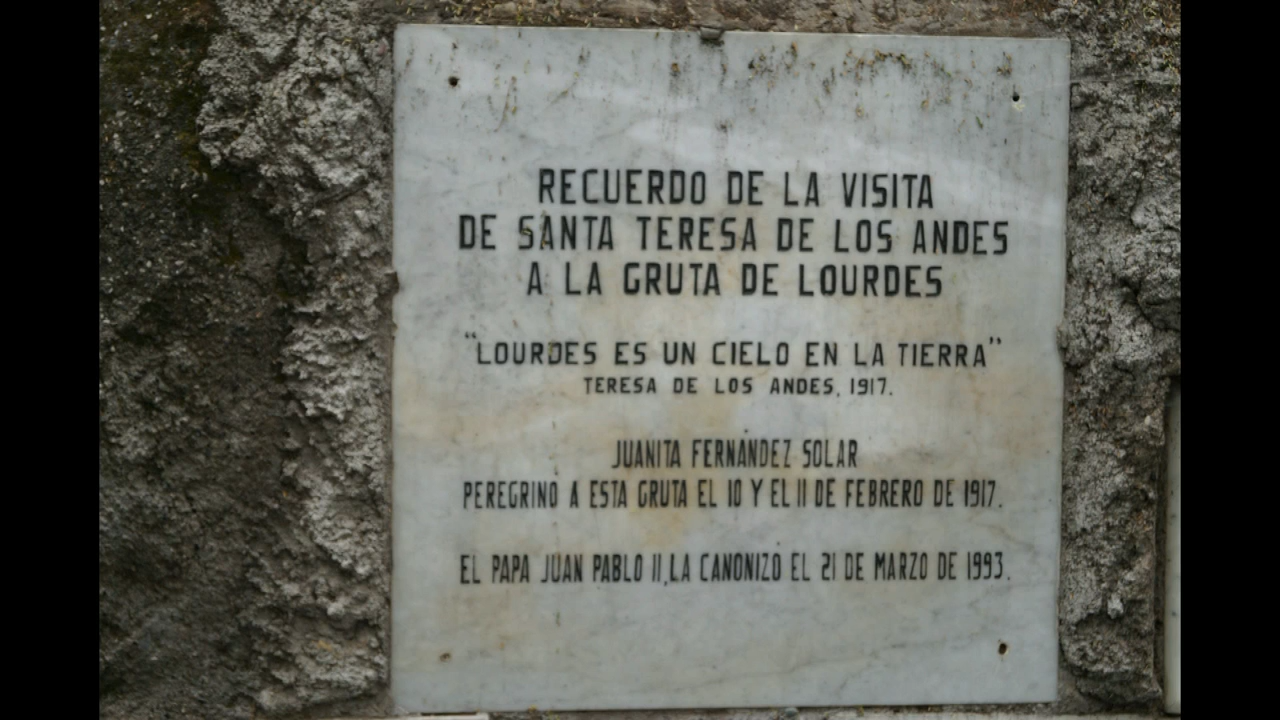 RECUERDO DE LA VISITA
DE SANTA TERESA DE LOS ANDES
A LA GRUTA DE LOURDES
"LOURDES ES UN CIELO EN LA TIERRA"
TERESA DE LOS ANDES, 1917.
JUANITA FERNANDEZ SOLAR
PEREGRINÓ A ESTA GRUTA EL 10 Y EL 11 DE FEBRERO DE 1917.
EL PAPA JUAN PABLO II, LA CANONIZÓ EL 21 DE MARZO DE 1993.